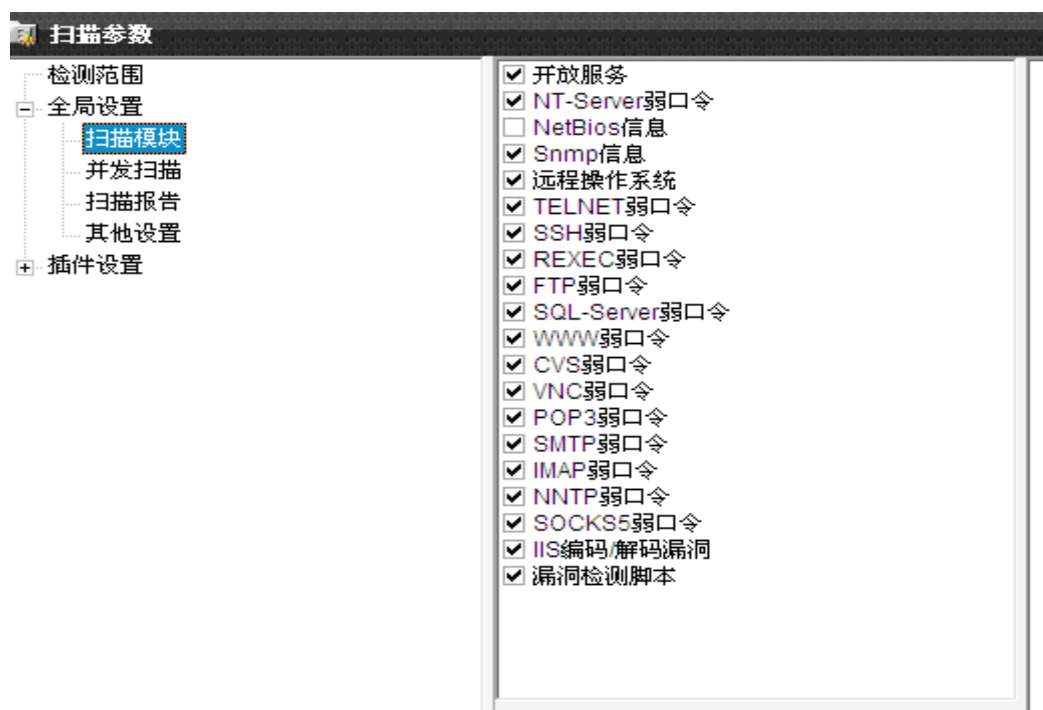 扫描参数
检测范围
全局设置
扫描模块
并发扫描
扫描报告
其他设置
插件设置
开放服务
NT-Server弱口令
NetBios信息
Snmp信息
远程操作系统
TELNET弱口令
SSH弱口令
REXEC弱口令
FTP弱口令
SQL-Server弱口令
WWW弱口令
CVS弱口令
VNC弱口令
POP3弱口令
SMTP弱口令
IMAP弱口令
NNTP弱口令
SOCKS5弱口令
IIS编码/解码漏洞
漏洞检测脚本